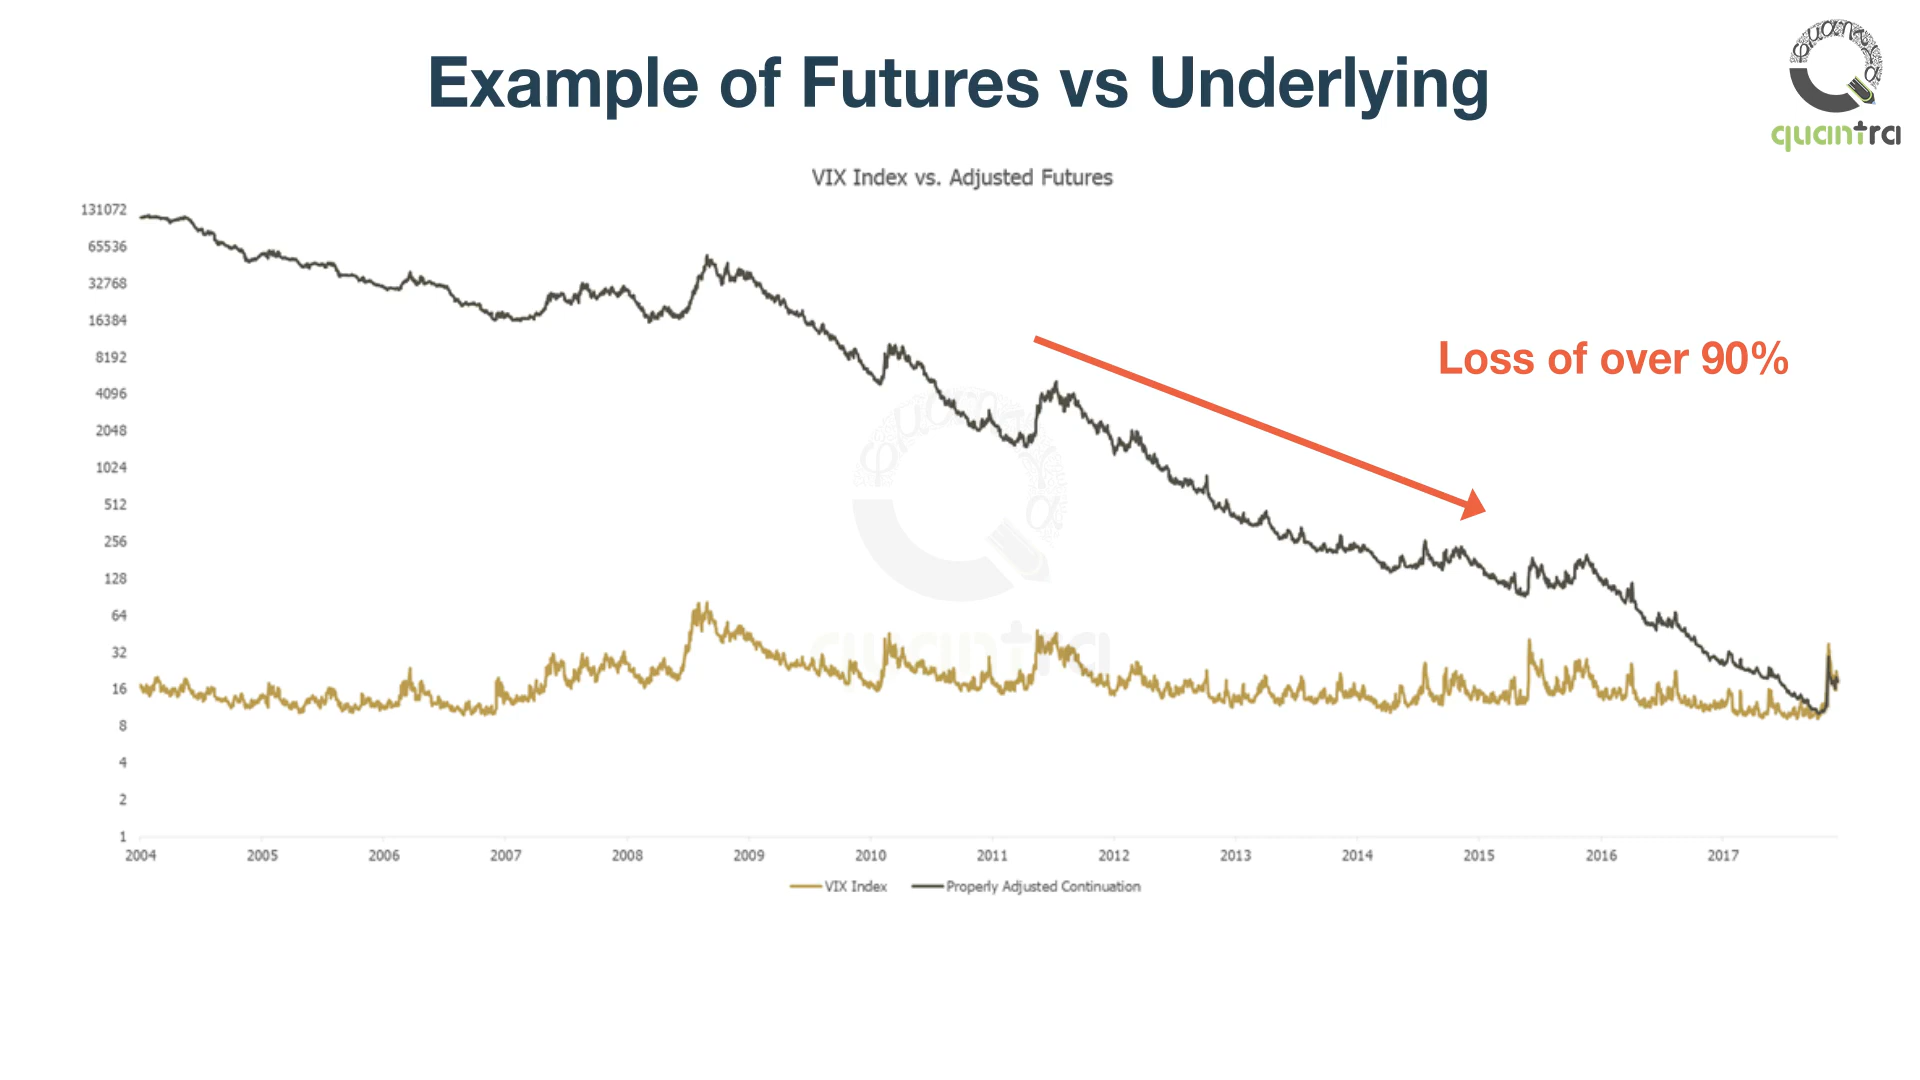 Example of Futures vs Underlying
quantra
VIX Index vs. Adjusted Futures
131072
65536
32768
16384
8192
4096
2048
1024
512
256
128
64
32
16
8
4
2
1
Loss of over 90%
quantra
2004 2005 2006 2007 2008 2009 2010 2011 2012 2013 2014 2015 2016 2017
VIX Index Properly Adjusted Continuation